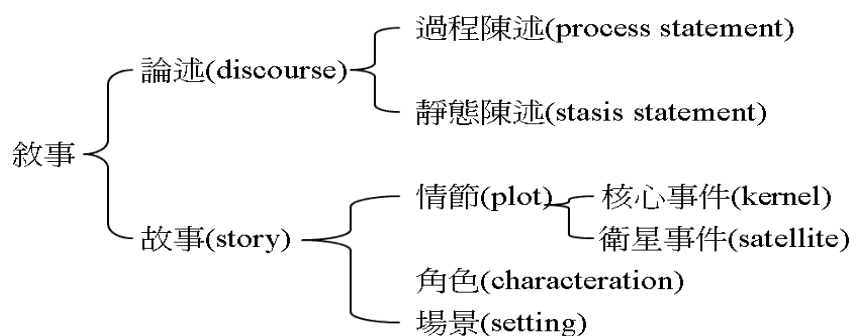 過程陳述(process statement)
論述(discourse)
靜態陳述(stasis statement)
敘事
情節(plot)
核心事件(kernel)
故事(story)
衛星事件(satellite)
角色(characteration)
場景(setting)